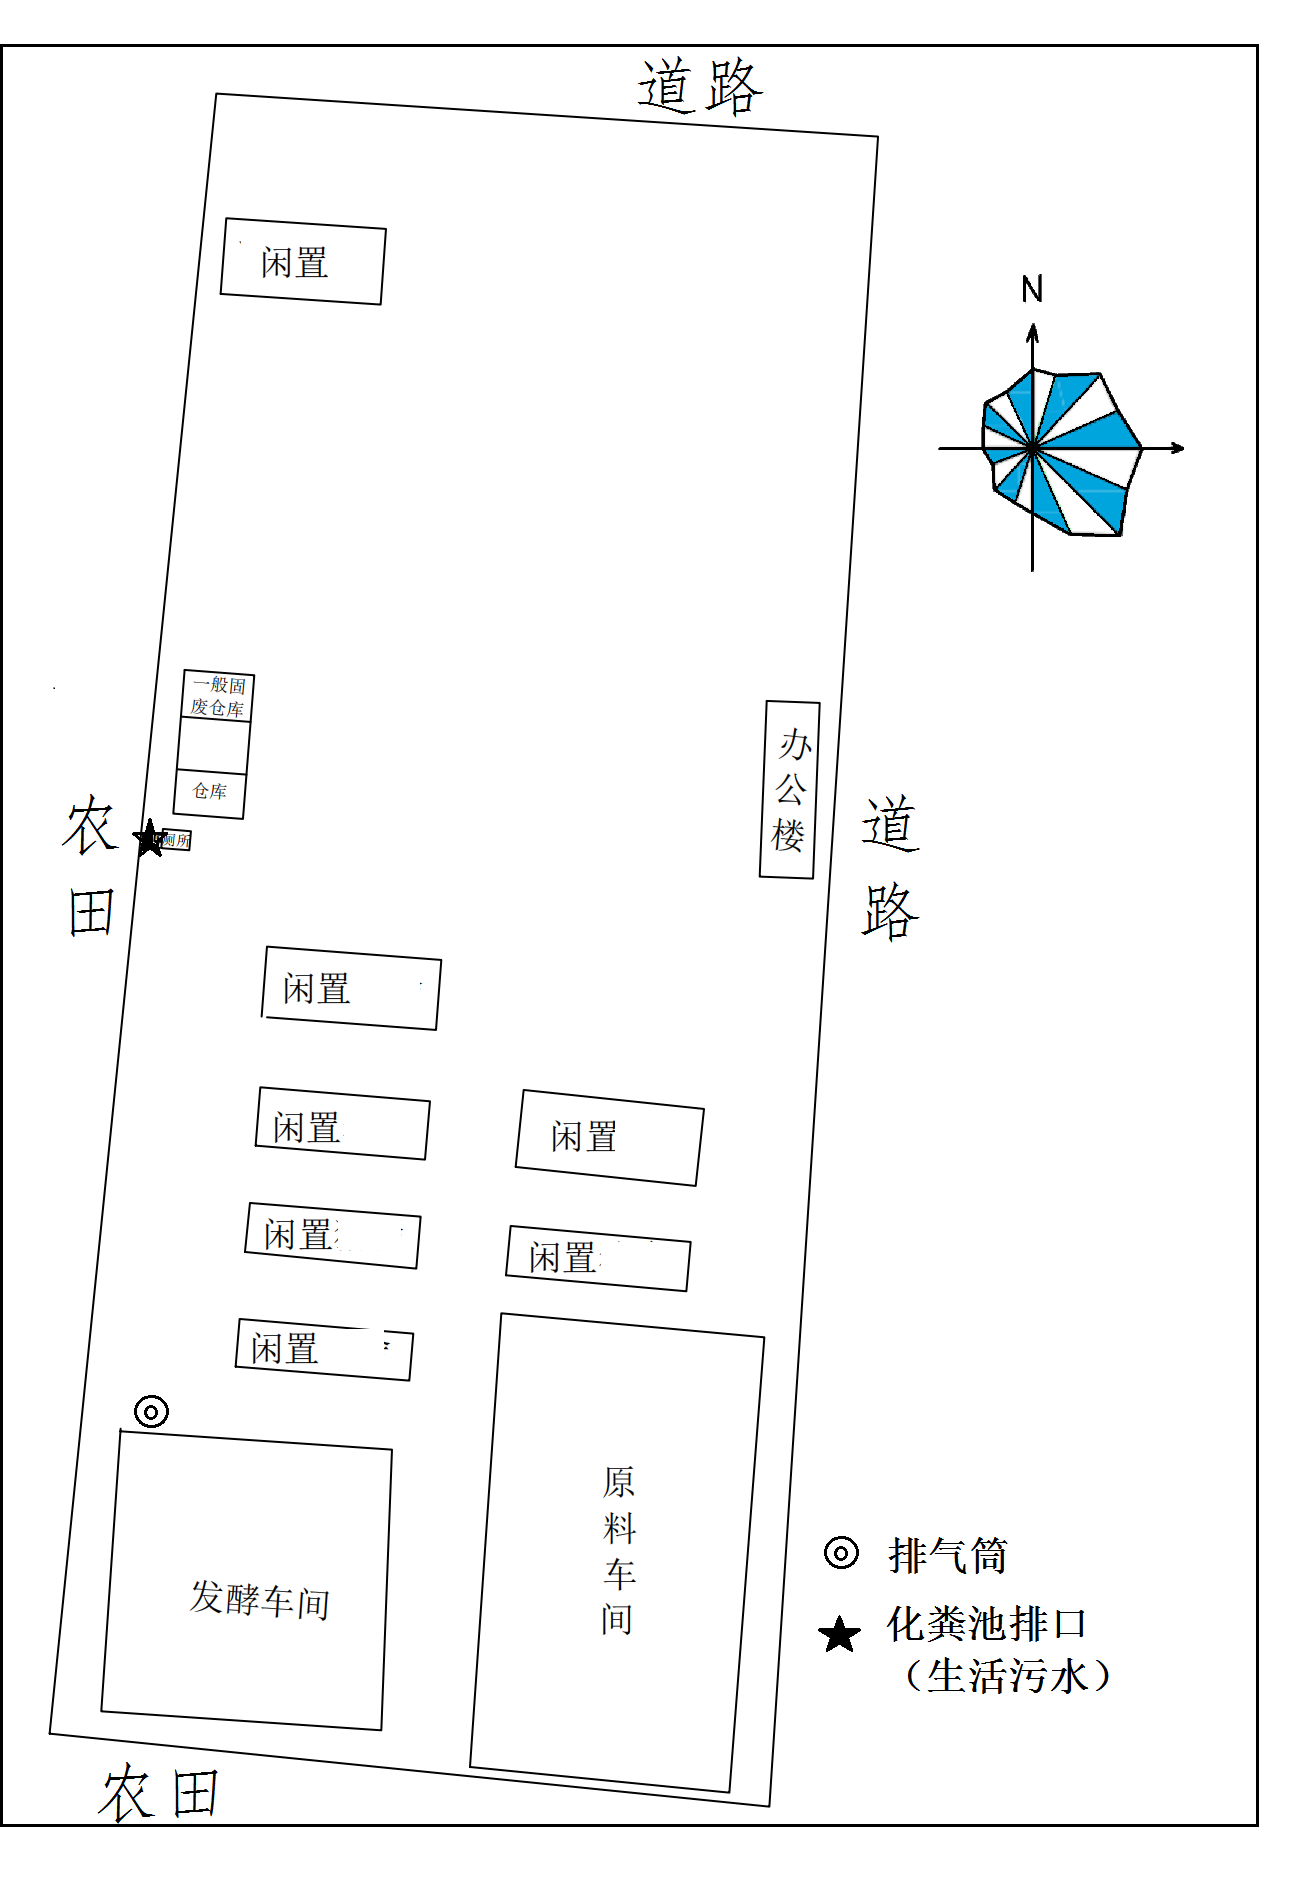 道路
闲置
N
一般固
废仓库
仓库
厕所
办公楼
农田
道路
闲置
闲置
闲置
闲置
闲置
闲置
原料车间
发酵车间
排气筒
化粪池排口
（生活污水）
农田